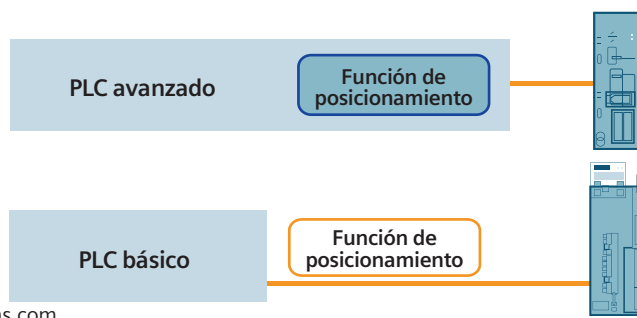 PLC avanzado
Función de
posicionamiento
PLC básico
Función de
posicionamiento